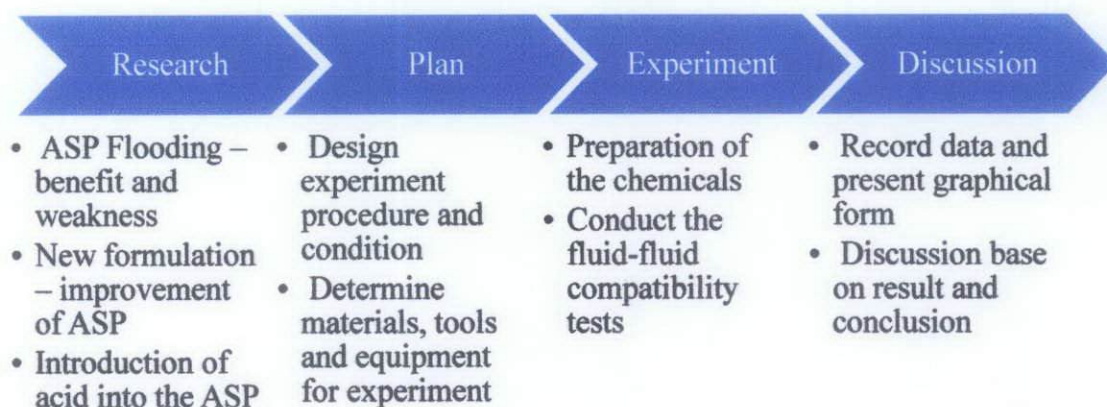 Research
Plan
Experiment
Discussion
• ASP Flooding –
benefit and
weakness
• New formulation
– improvement
of ASP
• Introduction of
acid into the ASP
• Design
experiment
procedure and
condition
• Determine
materials, tools
and equipment
for experiment
• Preparation of
the chemicals
• Conduct the
fluid-fluid
compatibility
tests
• Record data and
present graphical
form
• Discussion base
on result and
conclusion